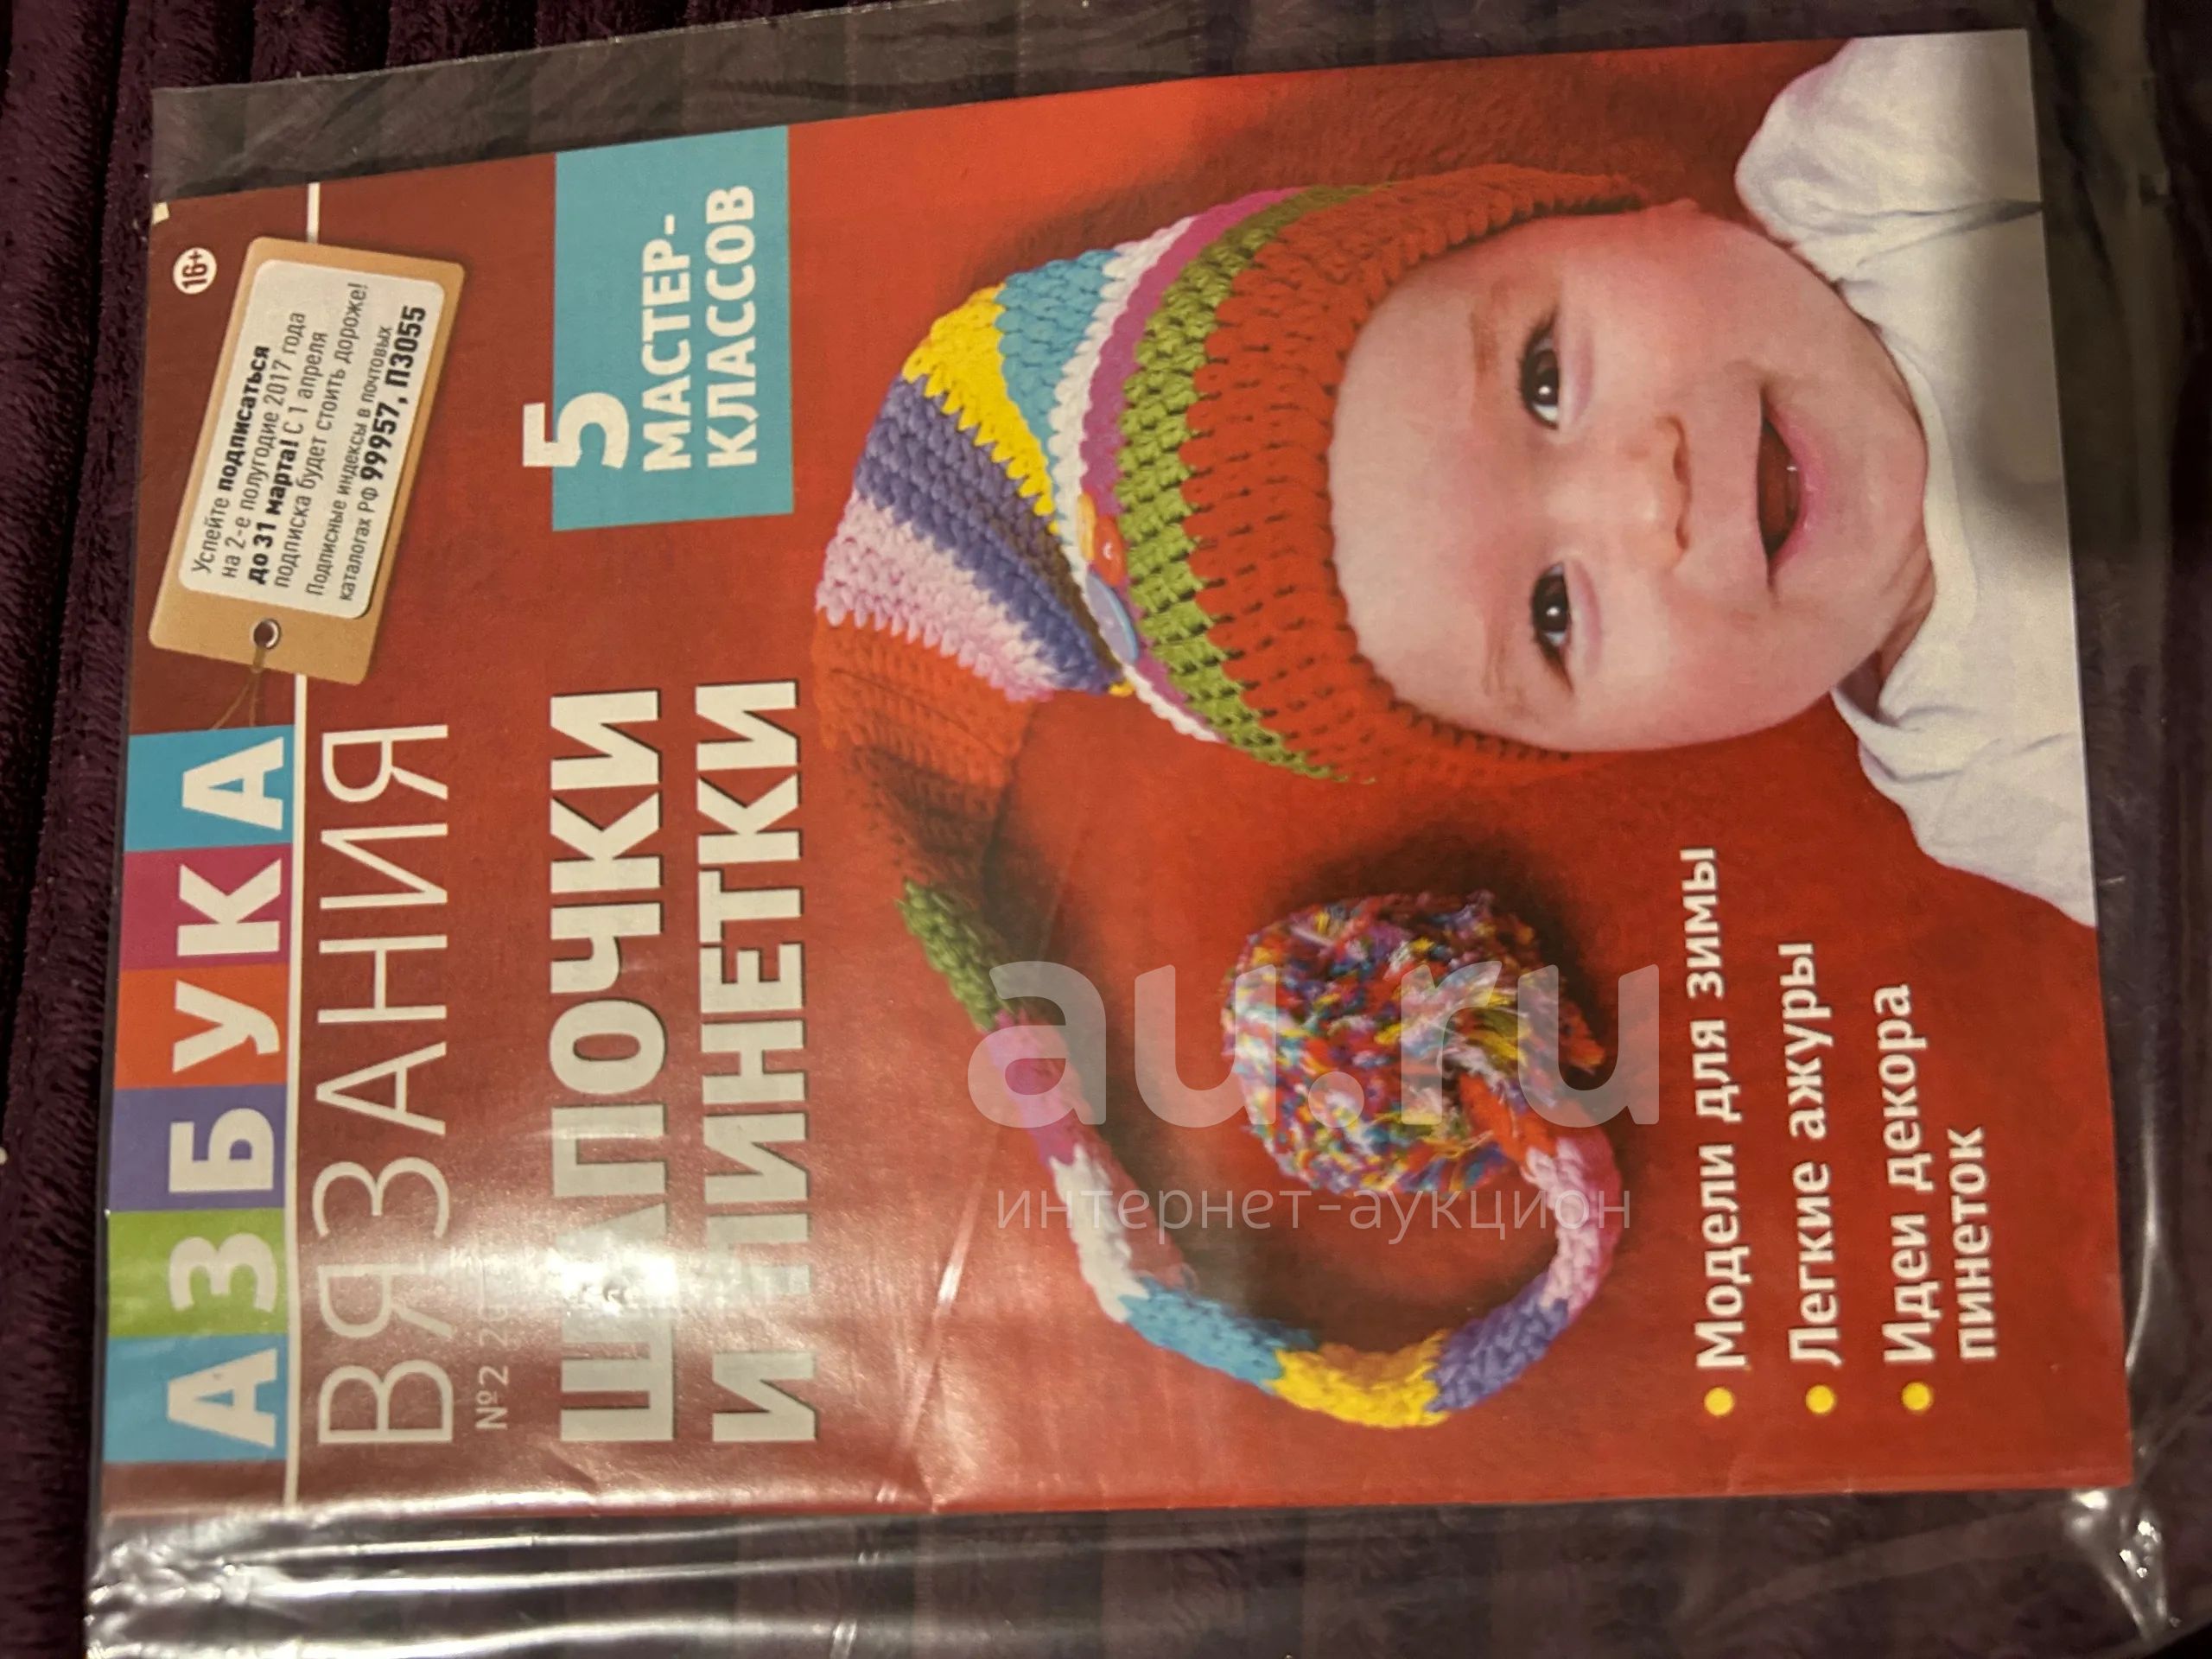 16+
Успейте подписаться
на 2-е полугодие 2017 года
до 31 марта! С 1 апреля
подписка будет стоить дороже!
Подписные индексы в почтовых
каталогах РФ 99957, П3055
АЗБУКА
ВЯЗАНИЯ
№2
5
МАСТЕР-
КЛАССОВ
ШАПОЧКИ
И ПИНЕТКИ
au.ru
интернет-аукцион
• Модели для зимы
• Легкие ажуры
• Идеи декора
пинеток